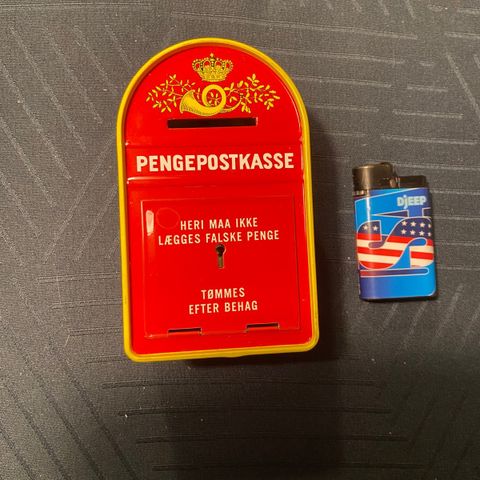 PENGEPOSTKASSE
HERI MAA IKKE
LÆGGES FALSKE PENGE
TØMMES
EFTER BEHAG
DJEEP